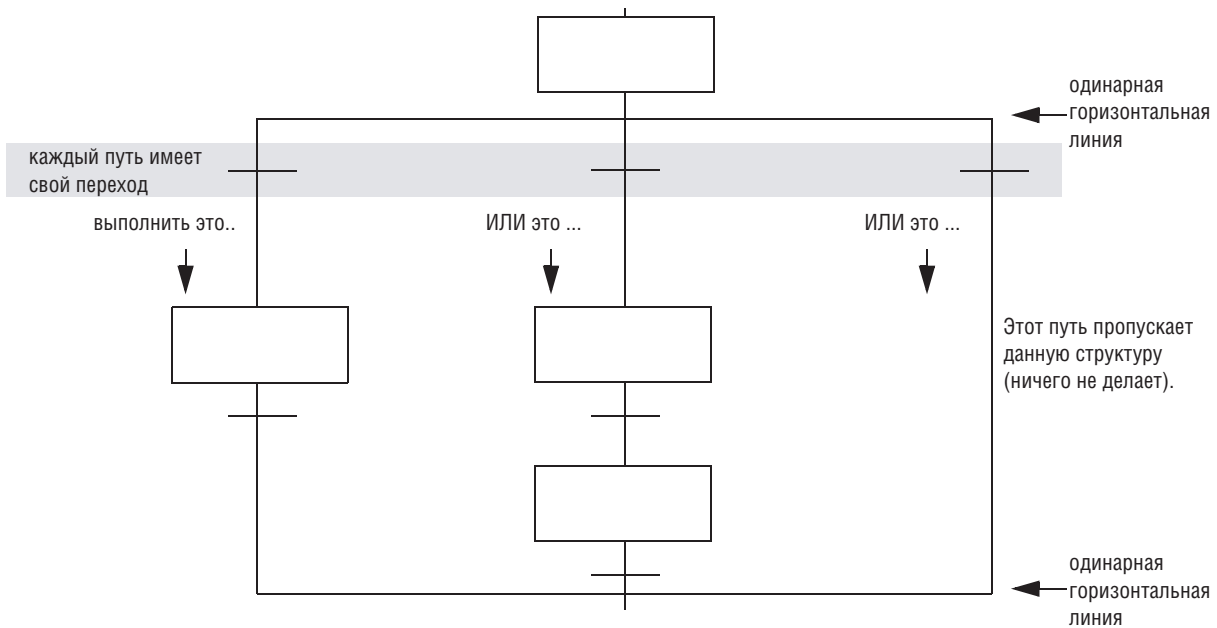 одинарная
горизонтальная
линия
каждый путь имеет
свой переход
выполнить это..
ИЛИ это ...
ИЛИ это ...
Этот путь пропускает
данную структуру
(ничего не делает).
одинарная
горизонтальная
линия